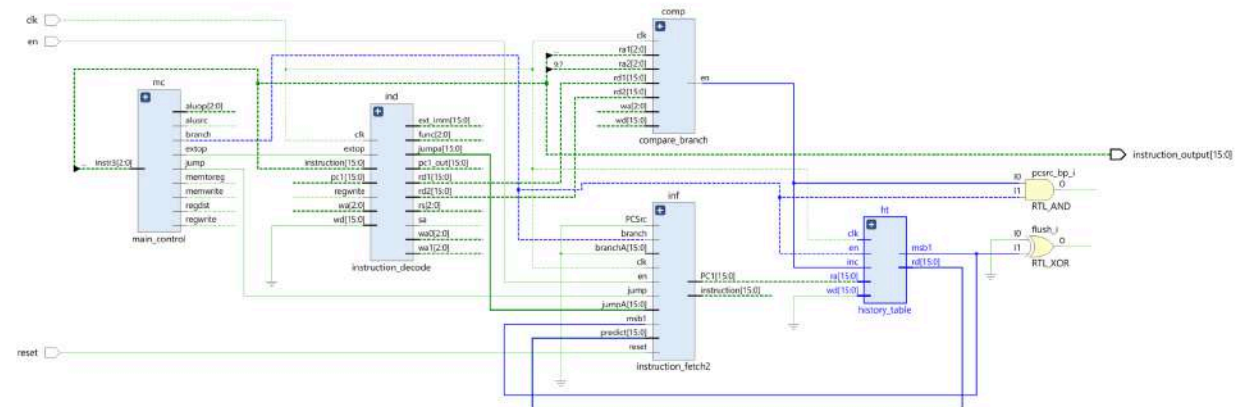 clk
en
reset
mc
instr3[2:0]
aluop[2:0]
alusrc
branch
extop
jump
memtoreg
memwrite
regdst
regwrite
main_control
ind
clk
extop
instruction[15:0]
pc1[15:0]
regwrite
wa[2:0]
wd[15:0]
ext_imm[15:0]
func[2:0]
jumpa[15:0]
pc1_out[15:0]
rd1[15:0]
rd2[15:0]
rs[2:0]
sa
wa0[2:0]
wa1[2:0]
instruction_decode
comp
9:7
clk
ra1[2:0]
ra2[2:0]
rd1[15:0]
rd2[15:0]
wa[2:0]
wd[15:0]
en
compare_branch
inf
PCSrc
branch
branchA[15:0]
clk
en
jump
jumpA[15:0]
msb1
predict[15:0]
reset
PC1[15:0]
instruction[15:0]
instruction_fetch2
ht
clk
en
inc
ra[15:0]
wd[15:0]
msb1
rd[15:0]
history_table
instruction_output[15:0]
pcsrc_bp_i
I0
I1
O
RTL_AND
flush_i
I0
I1
O
RTL_XOR